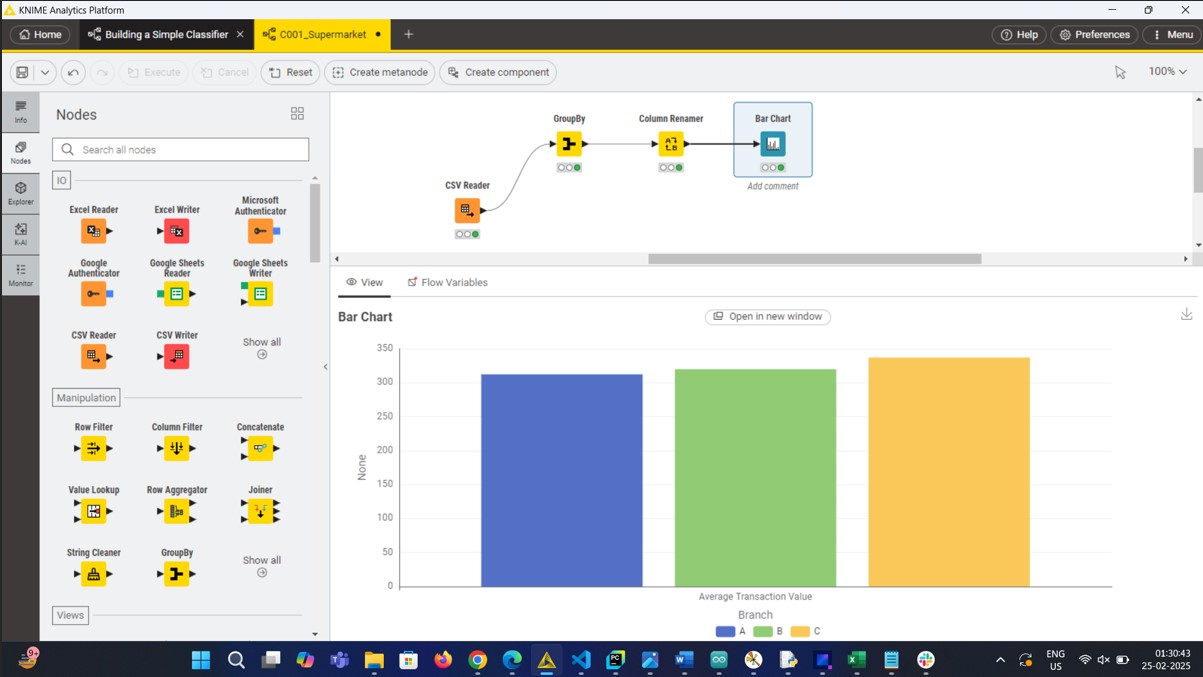 KNIME Analytics Platform
Home
Building a Simple Classifier
C001_Supermarket
Help
Preferences
Menu
Execute
Cancel
Reset
Create metanode
Create component
100%
Info
Nodes
Explorer
K-AI
Monitor
Nodes
Search all nodes
IO
Excel Reader
Excel Writer
Microsoft
Authenticator
Google
Authenticator
Google Sheets
Reader
Google Sheets
Writer
CSV Reader
CSV Writer
Show all
Manipulation
Row Filter
Column Filter
Concatenate
Value Lookup
Row Aggregator
Joiner
String Cleaner
GroupBy
Show all
Views
GroupBy
Column Renamer
Bar Chart
Add comment
CSV Reader
View
Flow Variables
Bar Chart
Open in new window
350
300
250
200
150
100
50
0
None
Average Transaction Value
Branch
A B C
9+
ENG
US
01:30:43
25-02-2025